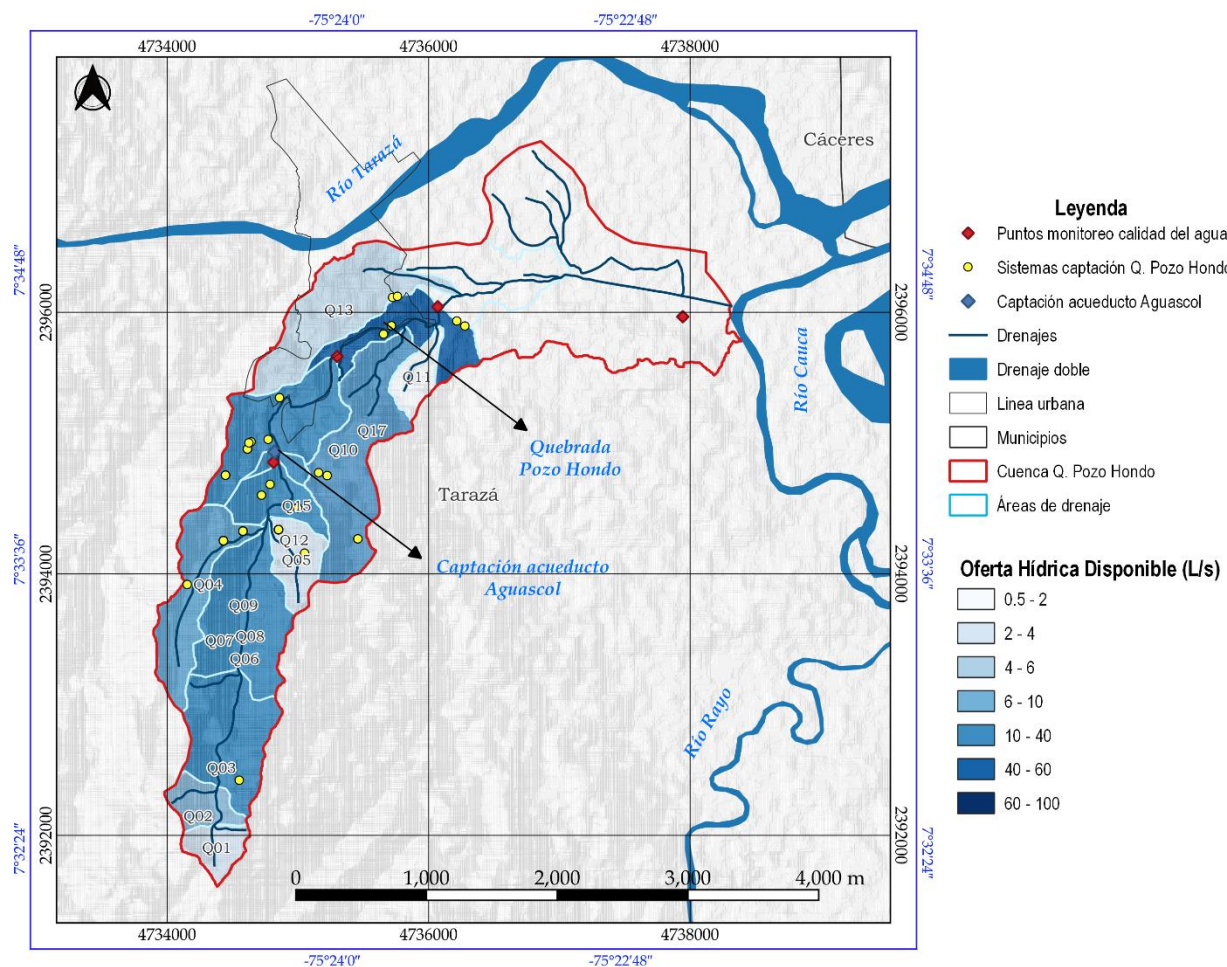 -75°24'0"
-75°22'48"
4734000
4736000
4738000
Cáceres
Río Tarazá
7°34'48"
7°34'48"
2396000
2396000
Q13
Q11
Río Cauca
Q17
Q10
Quebrada
Pozo Hondo
Tarazá
Q15
Q12
Q05
7°33'36"
7°33'36"
2394000
2394000
Captación acueducto
Aguascol
Q04
Q09
Q07
Q08
Q06
Río Rayo
Q03
Q02
Q01
7°32'24"
7°32'24"
2392000
2392000
0
1,000
2,000
3,000
4,000 m
4734000
4736000
4738000
-75°24'0"
-75°22'48"
Leyenda
Puntos monitoreo calidad del agua
Sistemas captación Q. Pozo Hond
Captación acueducto Aguascol
Drenajes
Drenaje doble
Linea urbana
Municipios
Cuenca Q. Pozo Hondo
Áreas de drenaje
Oferta Hídrica Disponible (L/s)
0.5 - 2
2 - 4
4 - 6
6 - 10
10 - 40
40 - 60
60 - 100